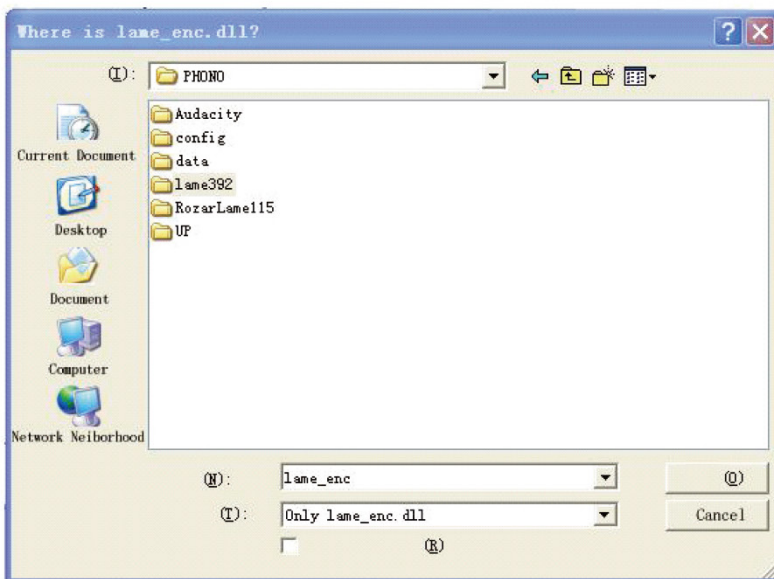 Where is lame_enc.dll?
(I): PHONO
Audacity
config
data
lame392
RozarLame115
UP
Current Document
Desktop
Document
Computer
Network Neiborhood
(N): lame_enc (O)
(T): Only lame_enc.dll Cancel
(R)